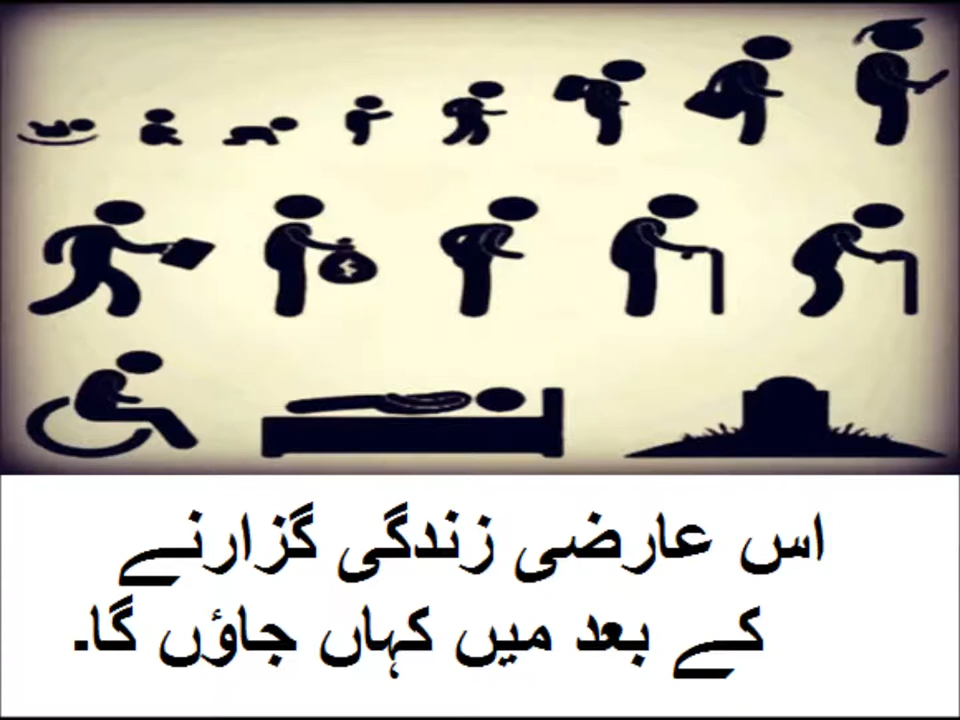 اس عارضی زندگی گزارنے
کے بعد میں کہاں جاؤں گا۔